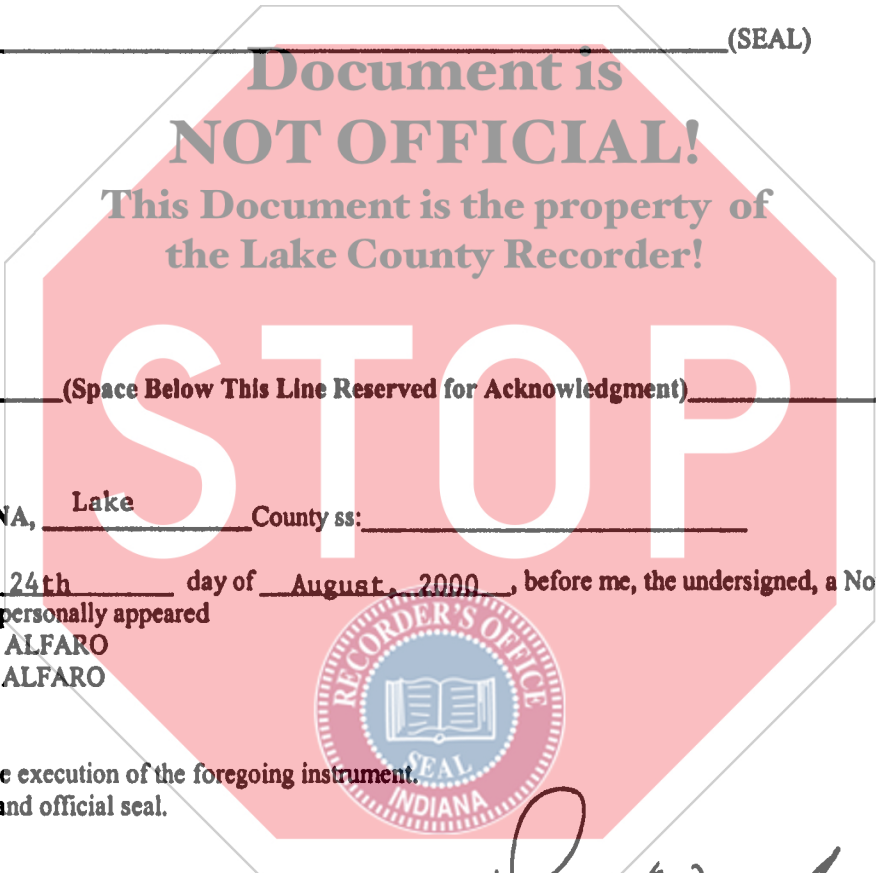 (SEAL)
Document is
NOT OFFICIAL!
This Document is the property of
the Lake County Recorder!
STOP
(Space Below This Line Reserved for Acknowledgment)
NA, Lake County ss:
24th day of August, 2000, before me, the undersigned, a No
personally appeared
ALFARO
ALFARO
RECORDER'S OFFICE
SEAL
INDIANA
e execution of the foregoing instrument.
and official seal.